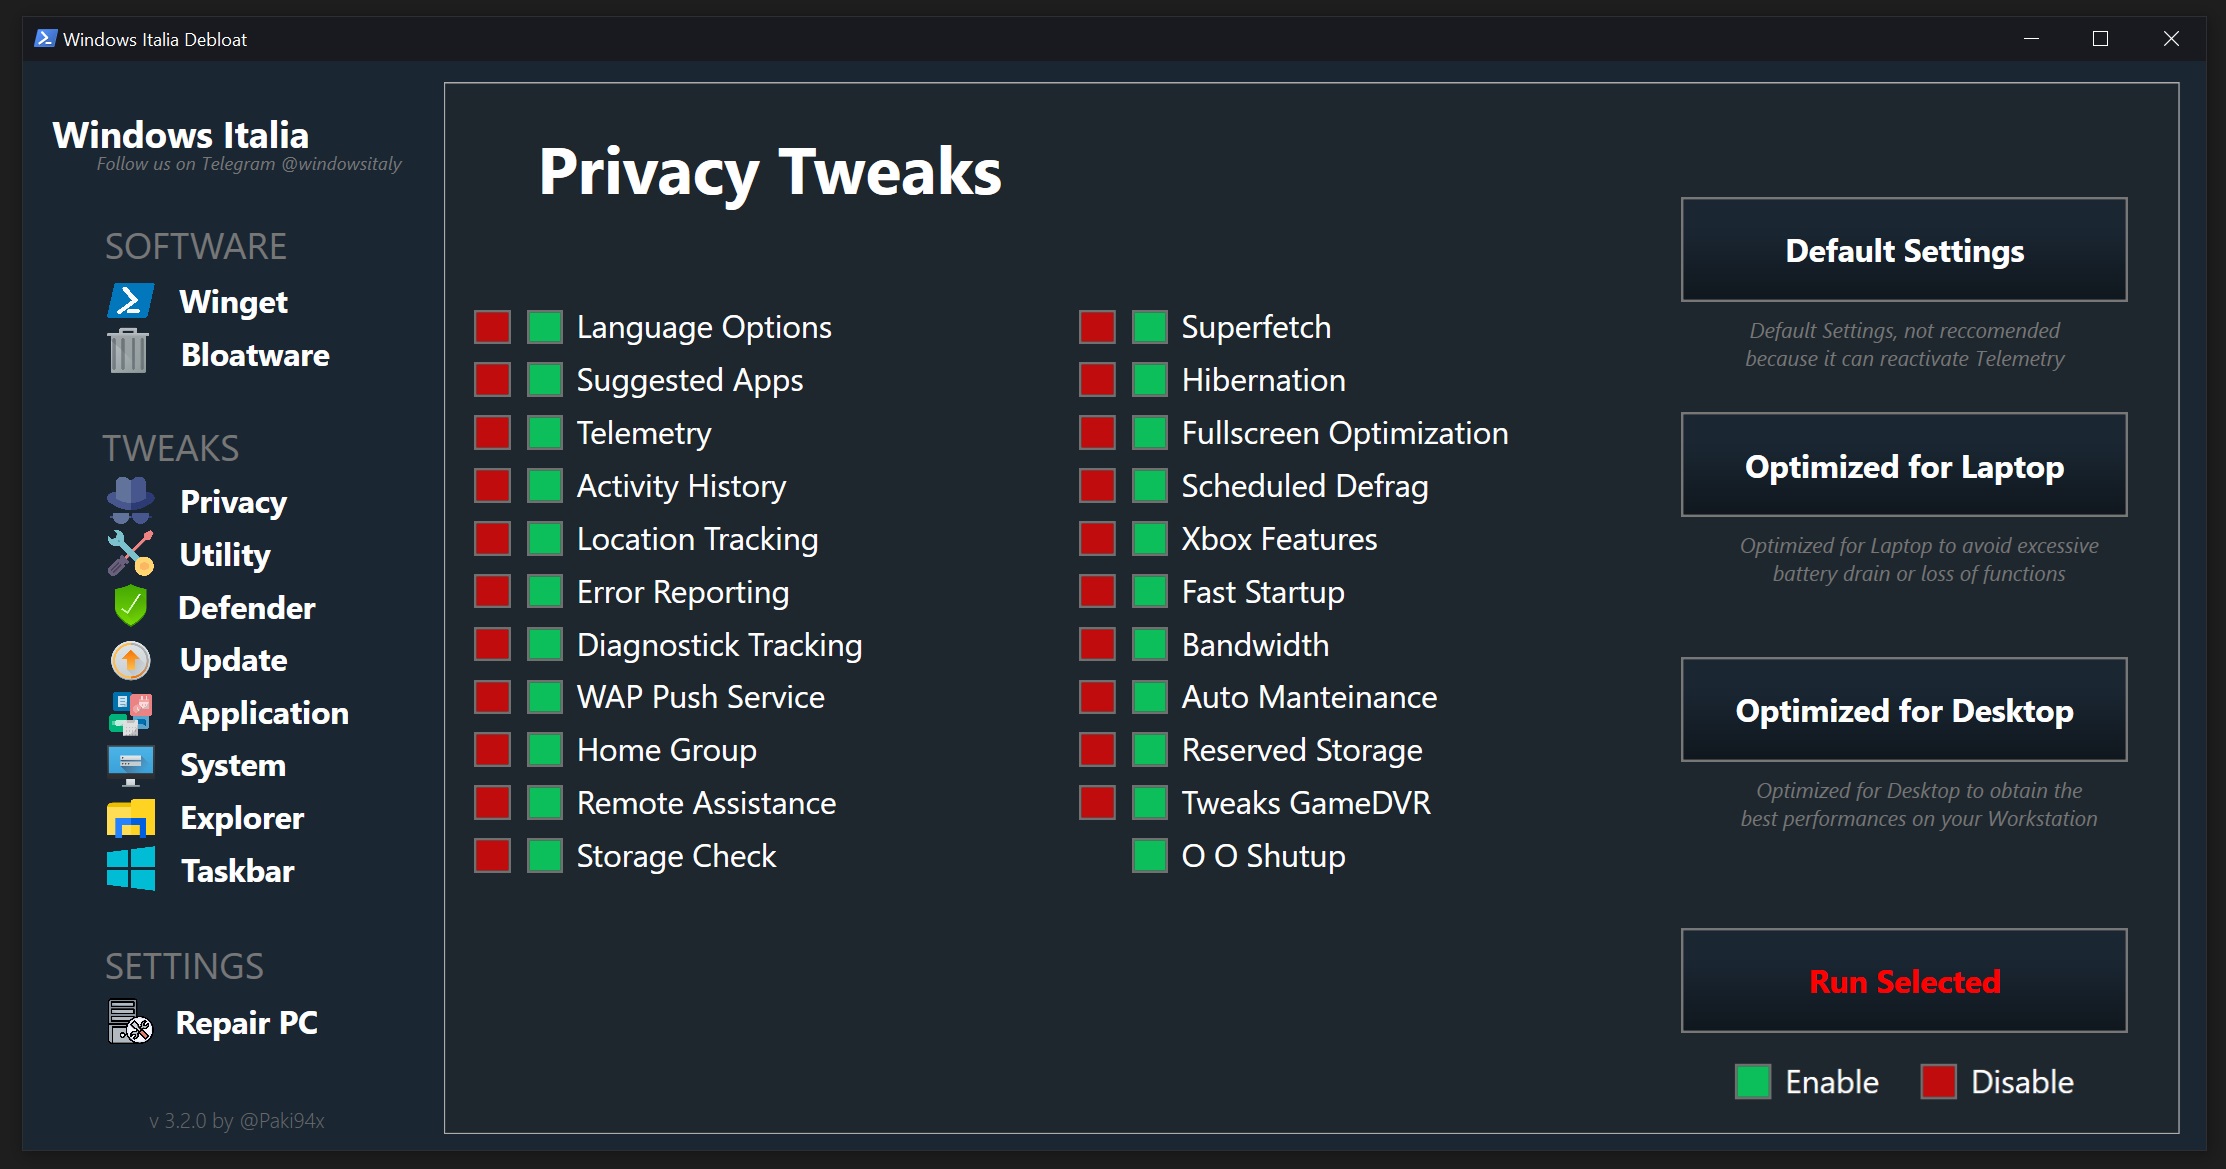 Windows Italia Debloat
Windows Italia
Follow us on Telegram @windowsitaly
SOFTWARE
Winget
Bloatware
TWEAKS
Privacy
Utility
Defender
Update
Application
System
Explorer
Taskbar
SETTINGS
Repair PC
v 3.2.0 by @Paki94x
Privacy Tweaks
Language Options
Suggested Apps
Telemetry
Activity History
Location Tracking
Error Reporting
Diagnostick Tracking
WAP Push Service
Home Group
Remote Assistance
Storage Check
Superfetch
Hibernation
Fullscreen Optimization
Scheduled Defrag
Xbox Features
Fast Startup
Bandwidth
Auto Manteinance
Reserved Storage
Tweaks GameDVR
O O Shutup
Default Settings
Default Settings, not reccomended
because it can reactivate Telemetry
Optimized for Laptop
Optimized for Laptop to avoid excessive
battery drain or loss of functions
Optimized for Desktop
Optimized for Desktop to obtain the
best performances on your Workstation
Run Selected
Enable
Disable